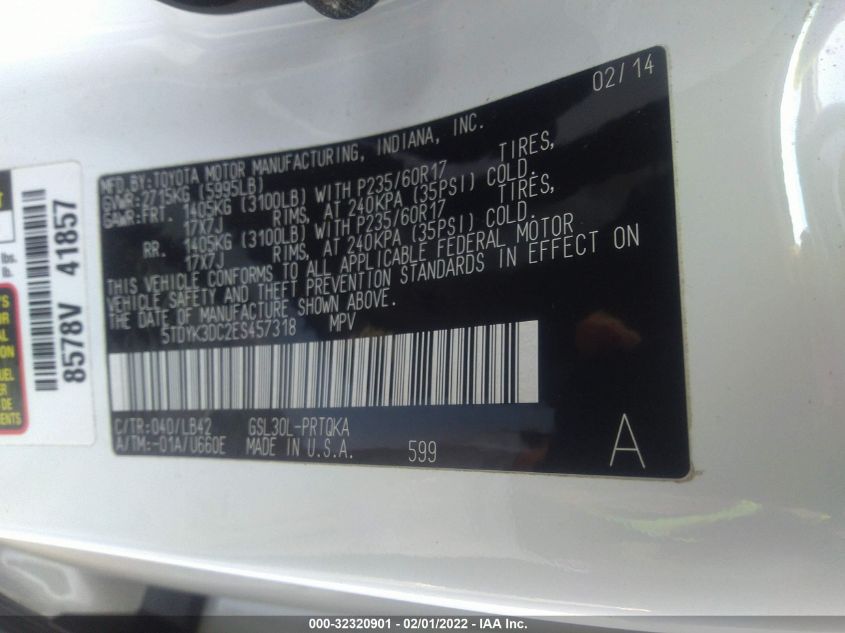 02/14
MFD.BY:TOYOTA MOTOR MANUFACTURING, INDIANA, INC.
GVWR:2715KG (5995LB)
GAWR:FRT. 1405KG (3100LB) WITH P235/60R17 TIRES,
17X7J RIMS, AT 240KPA (35PSI) COLD.
RR. 1405KG (3100LB) WITH P235/60R17 TIRES,
17X7J RIMS, AT 240KPA (35PSI) COLD.
THIS VEHICLE CONFORMS TO ALL APPLICABLE FEDERAL MOTOR
VEHICLE SAFETY AND THEFT PREVENTION STANDARDS IN EFFECT ON
THE DATE OF MANUFACTURE SHOWN ABOVE.
5TDYK3DC2ES457318 MPV
C/TR:040/LB42 GSL30L-PRTQKA
A/TM:-01A/U660E MADE IN U.S.A. 599
A
8578V 41857
lbs.
lb.
DE
000-32320901 - 02/01/2022 - IAA Inc.